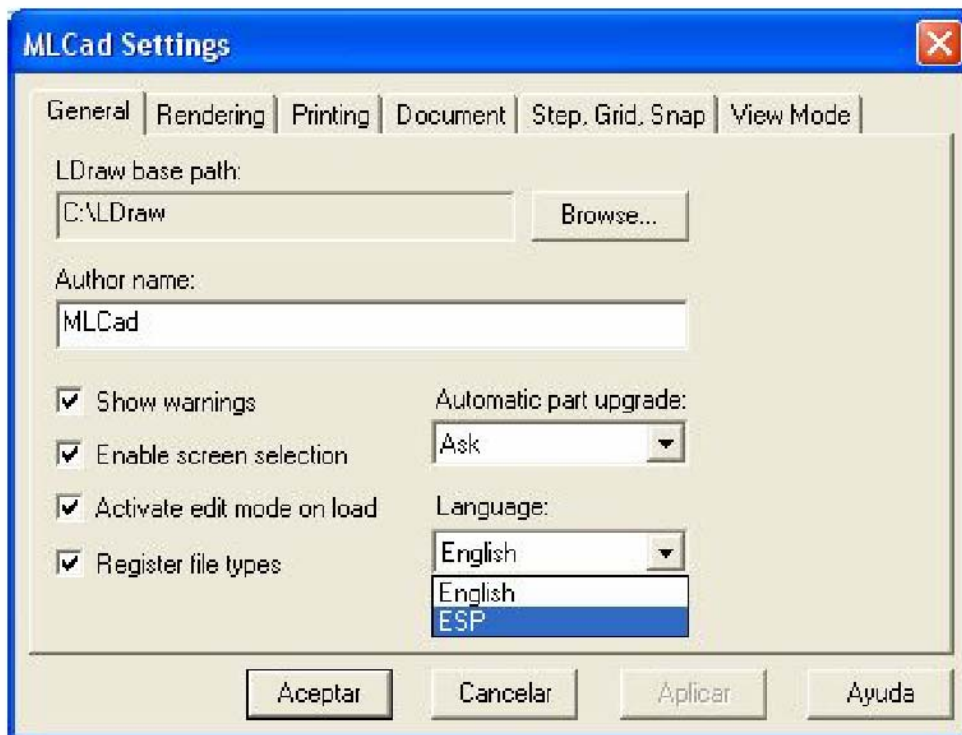 MLCad Settings
General Rendering Printing Document Step, Grid, Snap View Mode
LDraw base path:
C:\LDraw Browse...
Author name:
MLCad
Show warnings
Automatic part upgrade:
Ask
Enable screen selection
Activate edit mode on load
Language:
English
Register file types
English
ESP
Aceptar Cancelar Aplicar Ayuda